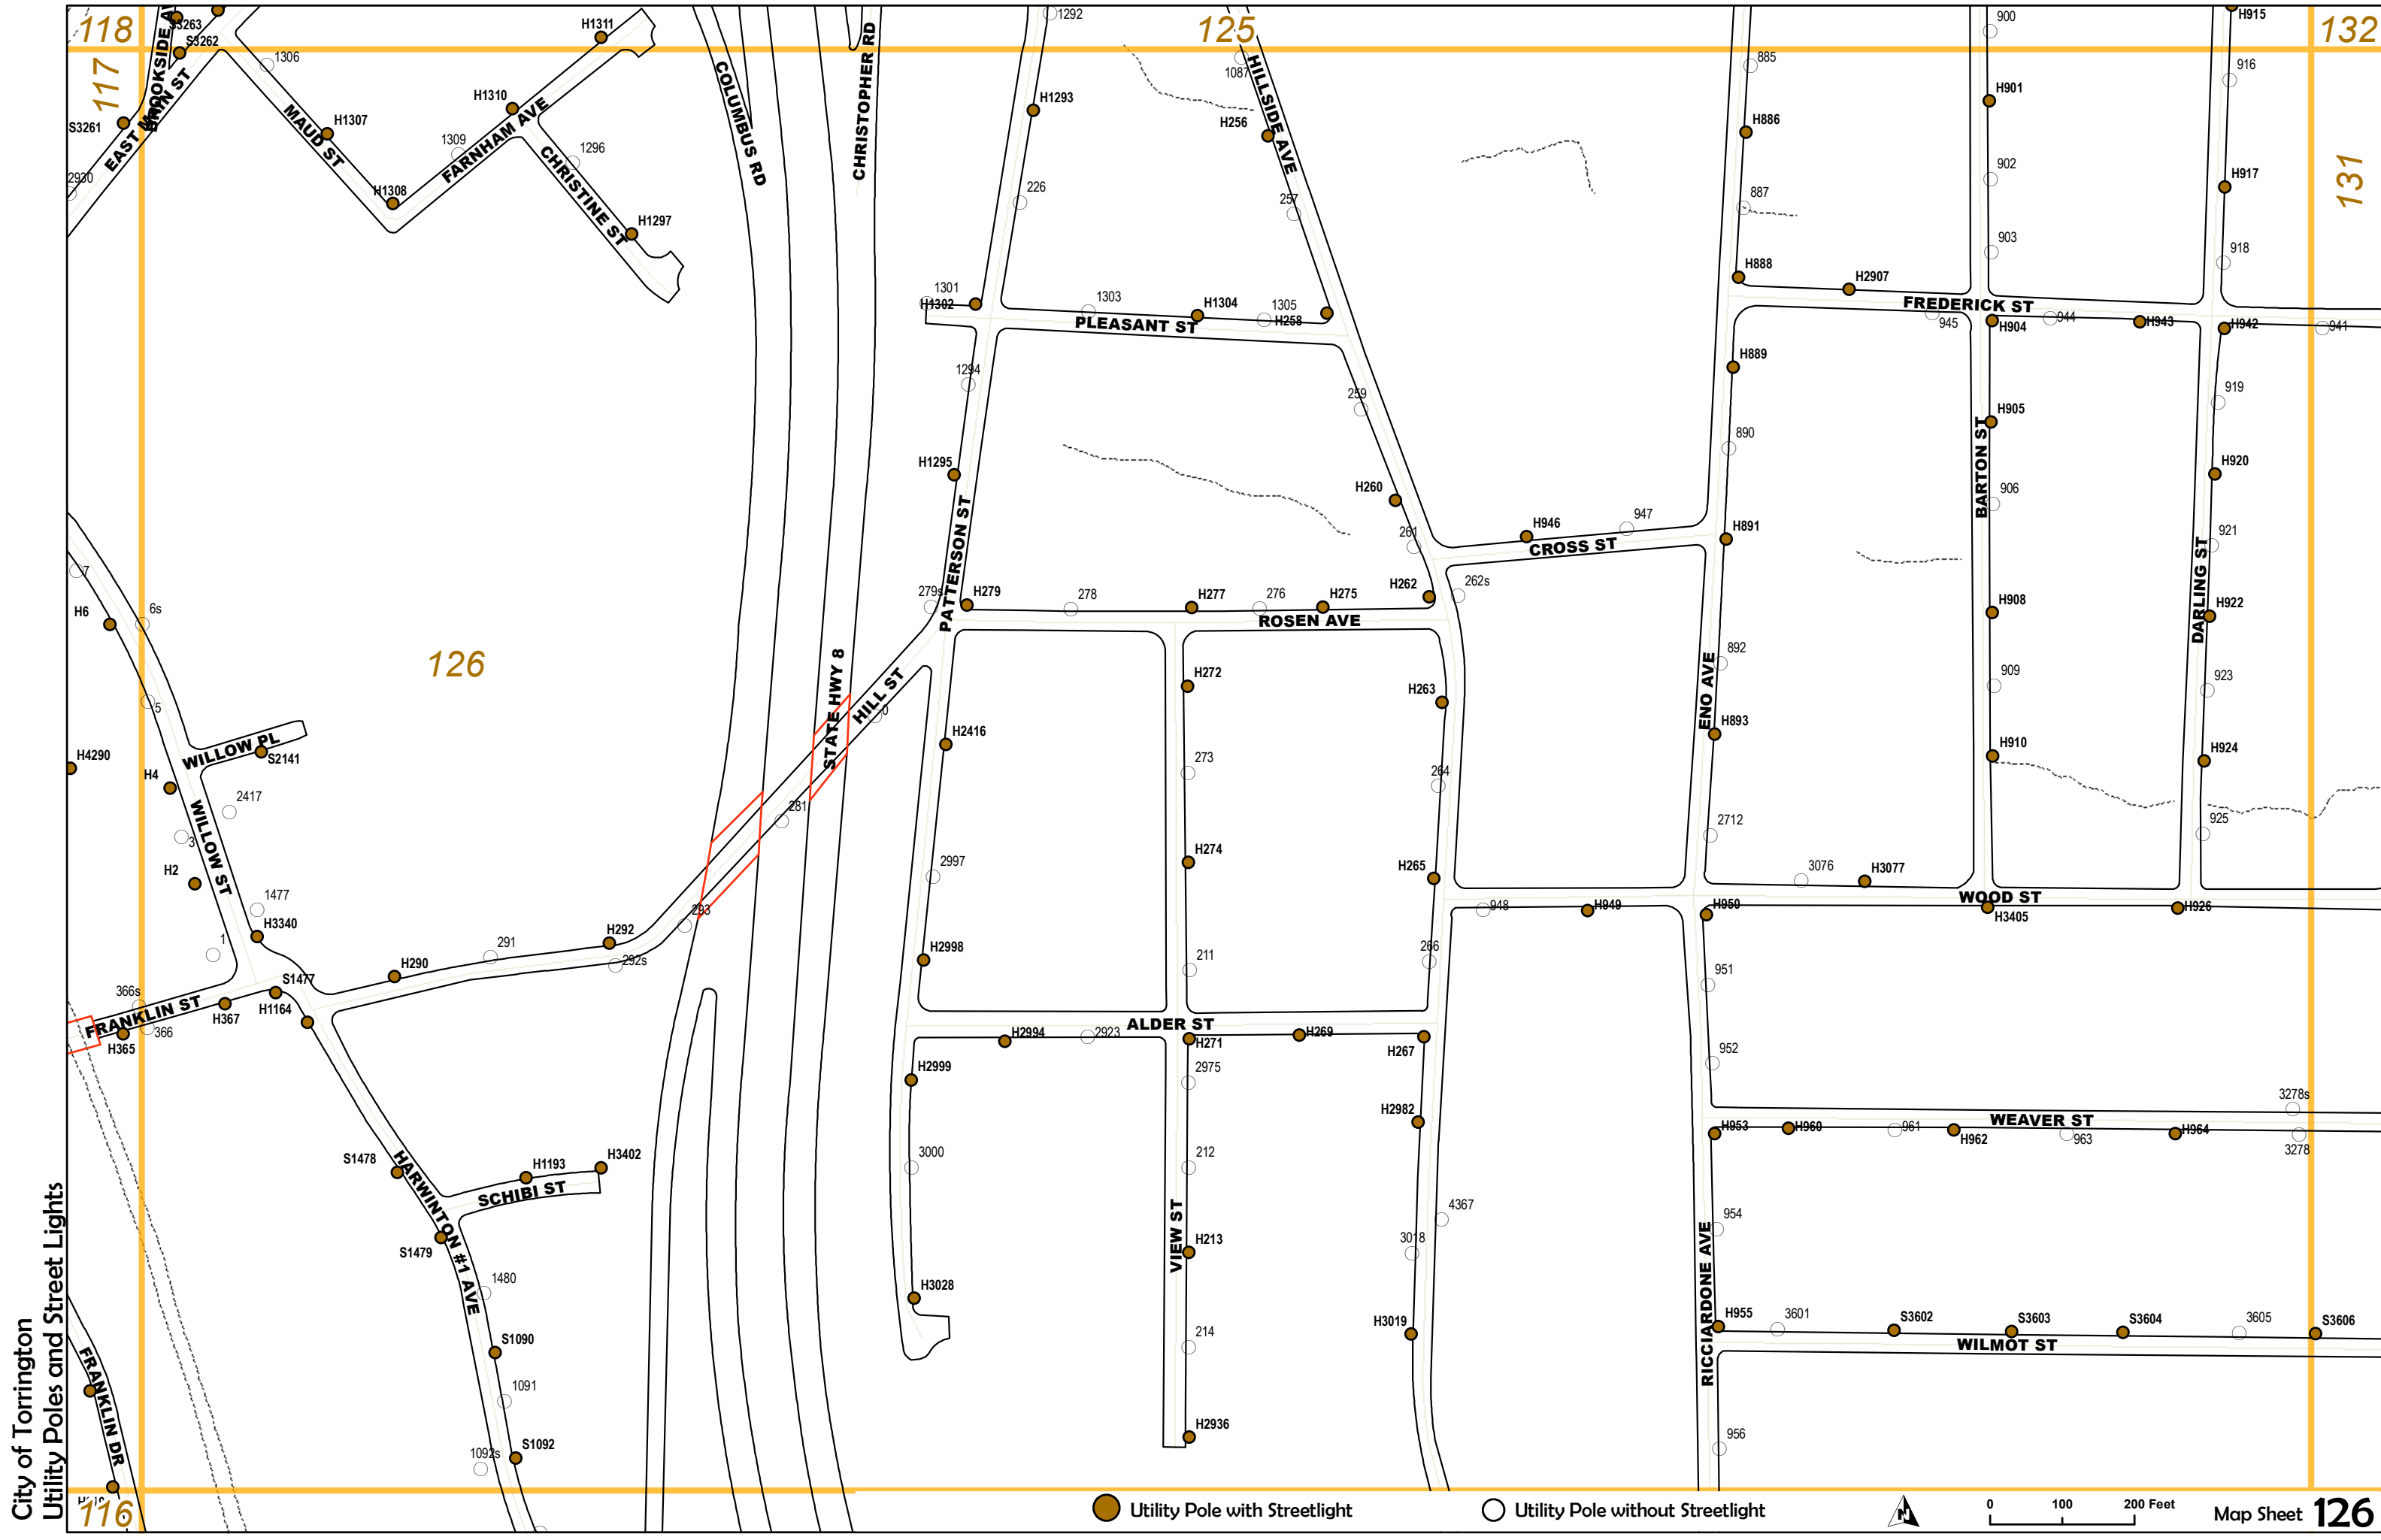 118
125
132
117
131
126
116
S3263
S3262
S3261
2930
BROOKSIDE AV
EAST MAIN ST
1306
H1307
MAUD ST
H1308
1309
H1310
FARNHAM AVE
H1311
1296
CHRISTINE ST
H1297
COLUMBUS RD
CHRISTOPHER RD
1292
H1293
226
1087
HILLSIDE AVE
H256
257
1301
H1302
1303
H1304
1305
H258
PLEASANT ST
1294
259
H1295
H260
261
PATTERSON ST
885
H886
887
H888
H2907
FREDERICK ST
900
H901
902
903
H915
916
H917
918
945
H904
944
H943
H942
941
H889
890
H905
906
919
H920
921
BARTON ST
DARLING ST
H946
947
CROSS ST
H891
279s
H279
278
H277
276
H275
H262
262s
ROSEN AVE
H908
H922
892
909
923
ENO AVE
H893
H910
H924
2712
925
3076
H3077
WOOD ST
7
H6
6s
5
WILLOW PL
S2141
H4290
H4
2417
3
WILLOW ST
H2
1477
H3340
1
S1477
H1164
366s
FRANKLIN ST
H367
366
H365
H290
291
H292
292s
293
281
STATE HWY 8
HILL ST
0
H272
H2416
273
2997
H274
H2998
211
H263
264
H265
266
948
H949
H950
H3405
H926
951
952
ALDER ST
H2994
2923
H271
H269
H267
2975
H2999
H2982
3000
212
VIEW ST
H213
4367
3018
H3028
214
H3019
H2936
3278s
WEAVER ST
H953
H960
961
H962
963
H964
3278
954
RICCIARDONE AVE
H955
3601
S3602
S3603
S3604
3605
S3606
WILMOT ST
956
S1478
HARWINTON #1 AVE
H1193
H3402
SCHIBI ST
S1479
1480
S1090
1091
1092s
S1092
FRANKLIN DR
City of Torrington
Utility Poles and Street Lights
Utility Pole with Streetlight
Utility Pole without Streetlight
N
0 100 200 Feet
Map Sheet 126